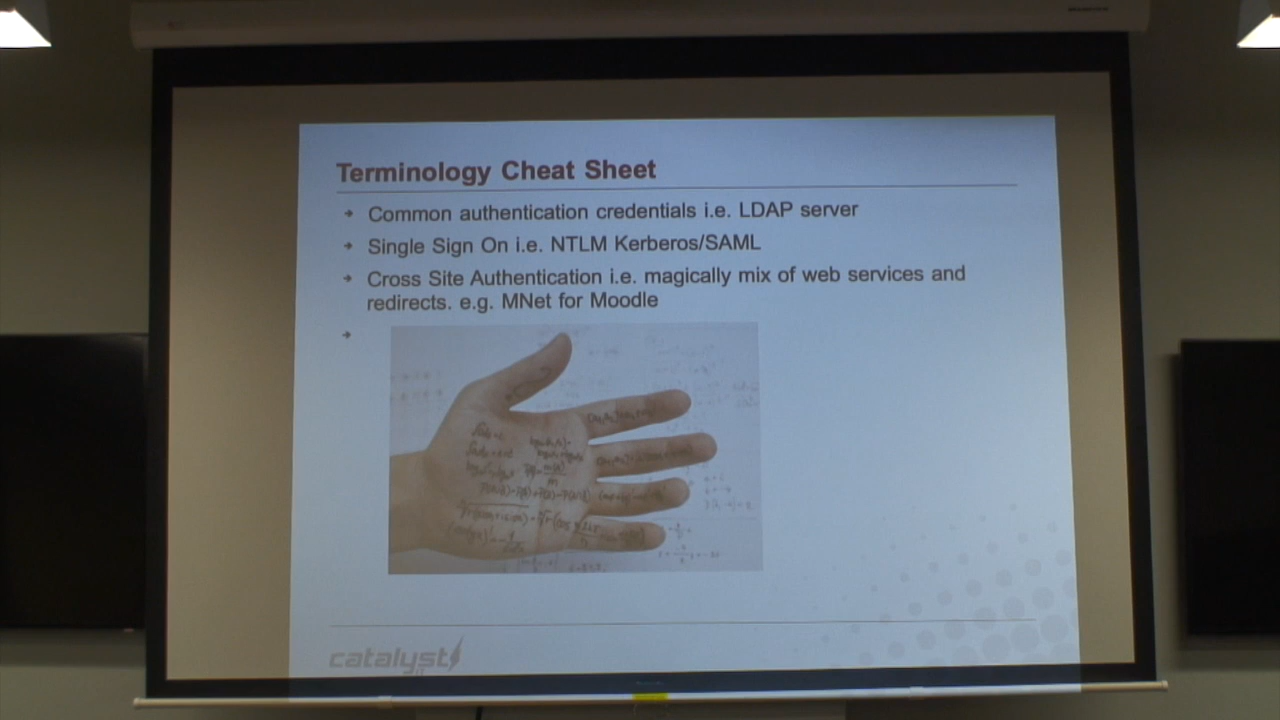 Terminology Cheat Sheet
Common authentication credentials i.e. LDAP server
Single Sign On i.e. NTLM Kerberos/SAML
Cross Site Authentication i.e. magically mix of web services and
redirects. e.g. MNet for Moodle
catalyst